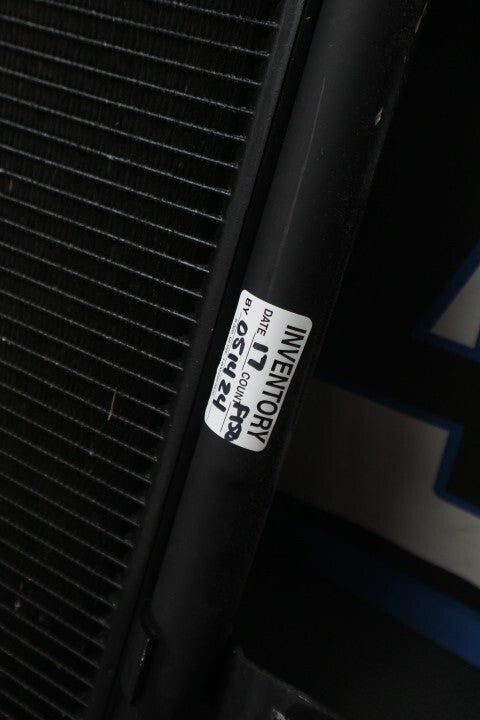 INVENTORY
DATE 17 COUNT
BY 051424